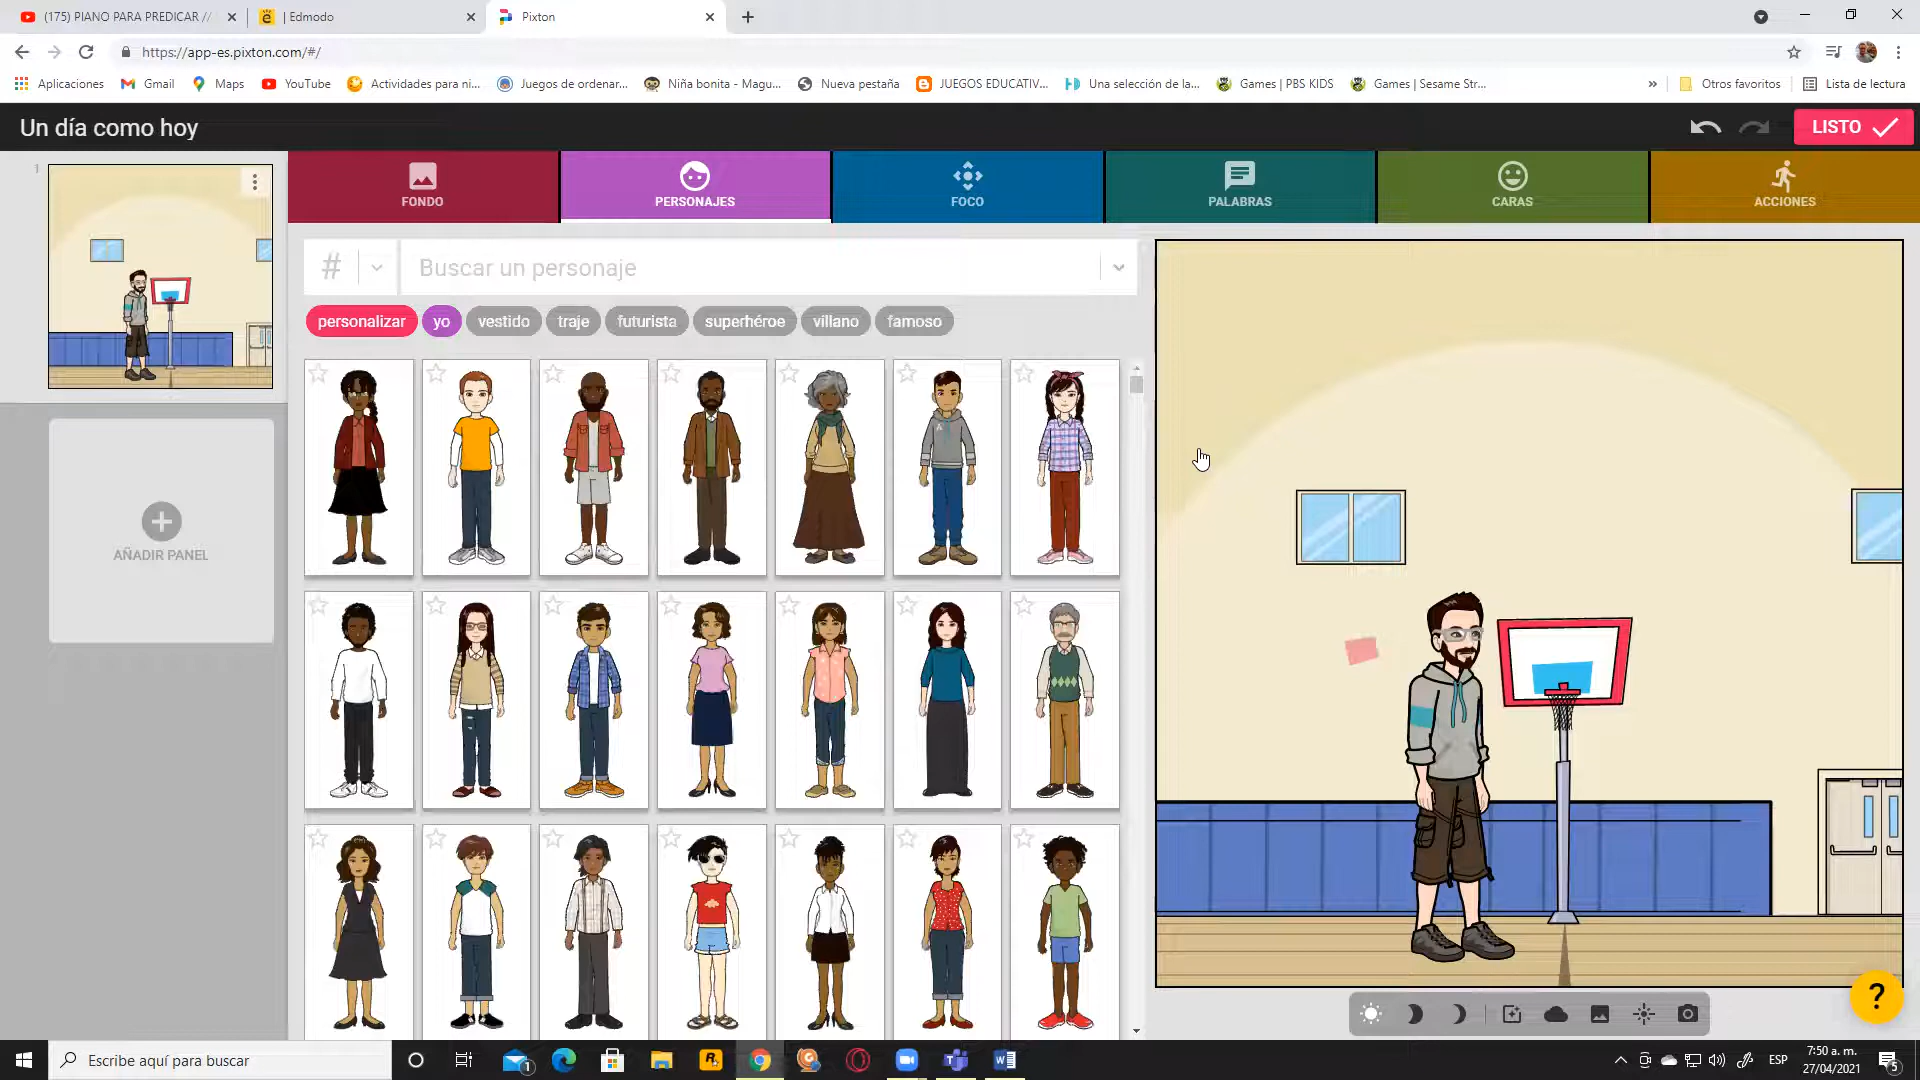 (175) PIANO PARA PREDICAR //
| Edmodo
Pixton
https://app-es.pixton.com/#/
Aplicaciones
Gmail
Maps
YouTube
Actividades para ni...
Juegos de ordenar...
Niña bonita - Magu...
Nueva pestaña
JUEGOS EDUCATIV...
Una selección de la...
Games | PBS KIDS
Games | Sesame Str...
»
Otros favoritos
Lista de lectura
Un día como hoy
LISTO
1
FONDO
PERSONAJES
FOCO
PALABRAS
CARAS
ACCIONES
#
Buscar un personaje
personalizar
yo
vestido
traje
futurista
superhéroe
villano
famoso
AÑADIR PANEL
?
Escribe aquí para buscar
1
ESP
7:50 a. m.
27/04/2021
5